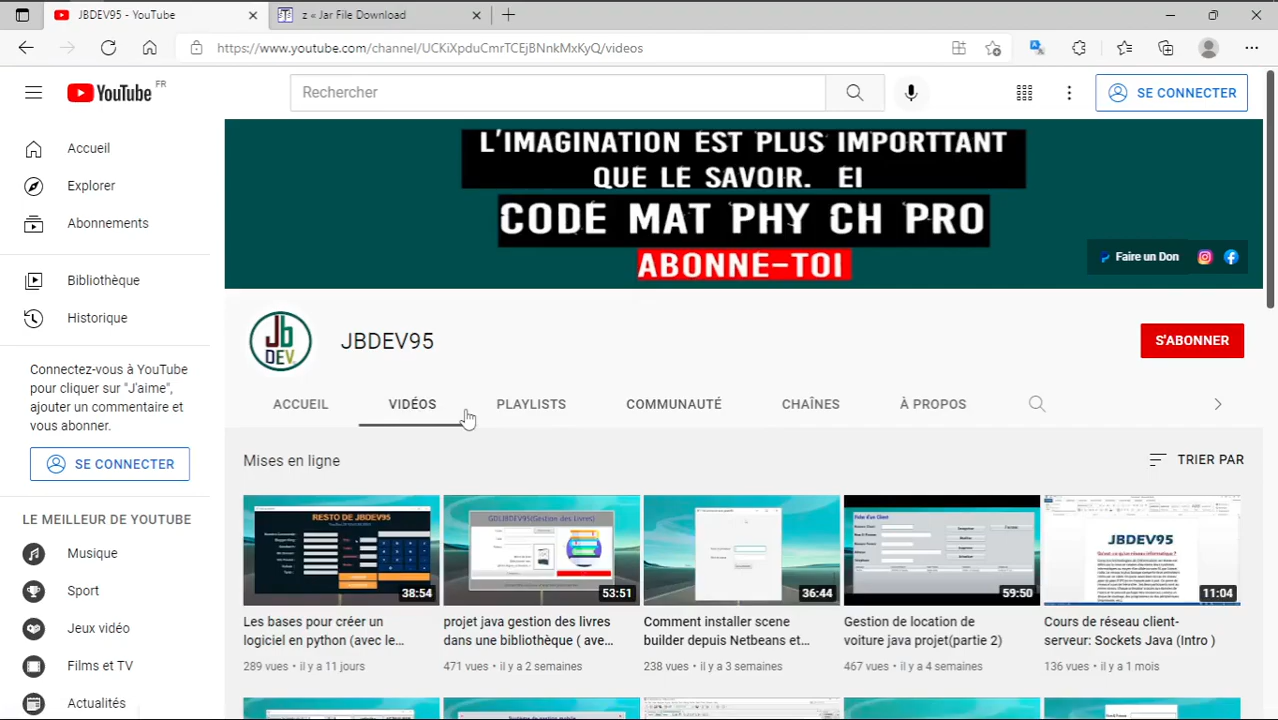 JBDEV95 - YouTube
z « Jar File Download
https://www.youtube.com/channel/UCKiXpduCmrTCEjBNnkMxKyQ/videos
YouTube FR
Rechercher
SE CONNECTER
Accueil
Explorer
Abonnements
Bibliothèque
Historique
Connectez-vous à YouTube
pour cliquer sur "J'aime",
ajouter un commentaire et
vous abonner.
SE CONNECTER
LE MEILLEUR DE YOUTUBE
Musique
Sport
Jeux vidéo
Films et TV
Actualités
L'IMAGINATION EST PLUS IMPORTTANT
QUE LE SAVOIR. EI
CODE MAT PHY CH PRO
ABONNE-TOI
Faire un Don
Jb
DEV.
JBDEV95
S'ABONNER
ACCUEIL
VIDÉOS
PLAYLISTS
COMMUNAUTÉ
CHAÎNES
À PROPOS
Mises en ligne
TRIER PAR
RESTO DE JBDEV95
Les bases pour créer un
logiciel en python (avec le...
289 vues • il y a 11 jours
53:51
projet java gestion des livres
dans une bibliothèque ( ave...
471 vues • il y a 2 semaines
36:44
Comment installer scene
builder depuis Netbeans et...
238 vues • il y a 3 semaines
59:50
Gestion de location de
voiture java projet(partie 2)
467 vues • il y a 4 semaines
JBDEV95
11:04
Cours de réseau client-
serveur: Sockets Java (Intro )
136 vues • il y a 1 mois